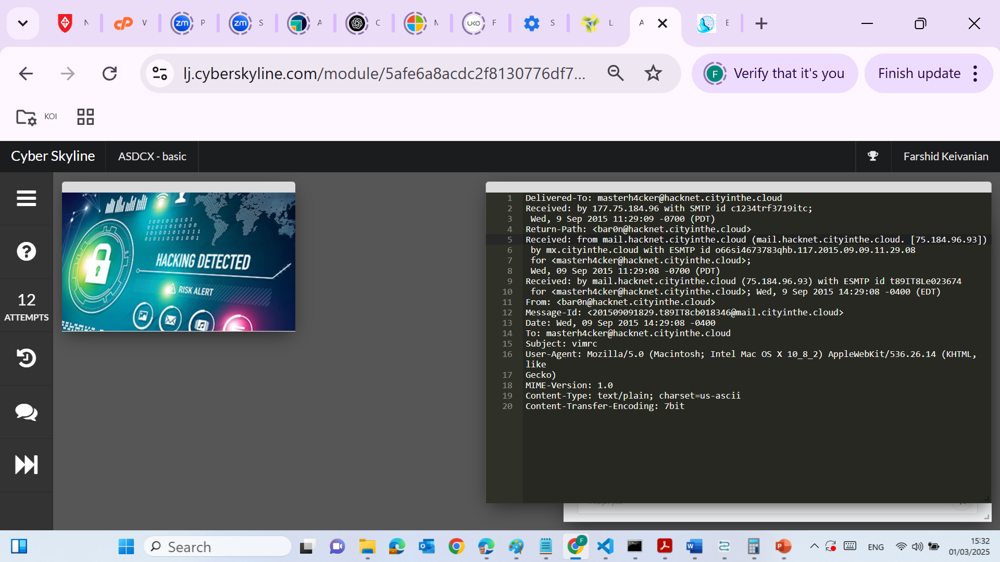 N
V
zm
P
zm
S
A
C
UKO
F
S
L
A
E
lj.cyberskyline.com/module/5afe6a8acdc2f8130776df7...
F
Verify that it's you
Finish update
KOI
Cyber Skyline
ASDCX - basic
Farshid Keivanian
12
ATTEMPTS
HACKING DETECTED
RISK ALERT
1 Delivered-To: masterh4cker@hacknet.cityinthe.cloud
2 Received: by 177.75.184.96 with SMTP id c1234trf3719itc;
3 Wed, 9 Sep 2015 11:29:09 -0700 (PDT)
4 Return-Path: <bar0n@hacknet.cityinthe.cloud>
5 Received: from mail.hacknet.cityinthe.cloud (mail.hacknet.cityinthe.cloud. [75.184.96.93])
6 by mx.cityinthe.cloud with ESMTP id o66si4673783qhb.117.2015.09.09.11.29.08
7 for <masterh4cker@hacknet.cityinthe.cloud>;
8 Wed, 09 Sep 2015 11:29:08 -0700 (PDT)
9 Received: by mail.hacknet.cityinthe.cloud (75.184.96.93) with ESMTP id t89IT8Le023674
10 for <masterh4cker@hacknet.cityinthe.cloud>; Wed, 9 Sep 2015 14:29:08 -0400 (EDT)
11 From: <bar0n@hacknet.cityinthe.cloud>
12 Message-Id: <201509091829.t89IT8cb018346@mail.cityinthe.cloud>
13 Date: Wed, 09 Sep 2015 14:29:08 -0400
14 To: masterh4cker@hacknet.cityinthe.cloud
15 Subject: vimrc
16 User-Agent: Mozilla/5.0 (Macintosh; Intel Mac OS X 10_8_2) AppleWebKit/536.26.14 (KHTML,
like
17 Gecko)
18 MIME-Version: 1.0
19 Content-Type: text/plain; charset=us-ascii
20 Content-Transfer-Encoding: 7bit
Search
ENG
15:32
01/03/2025